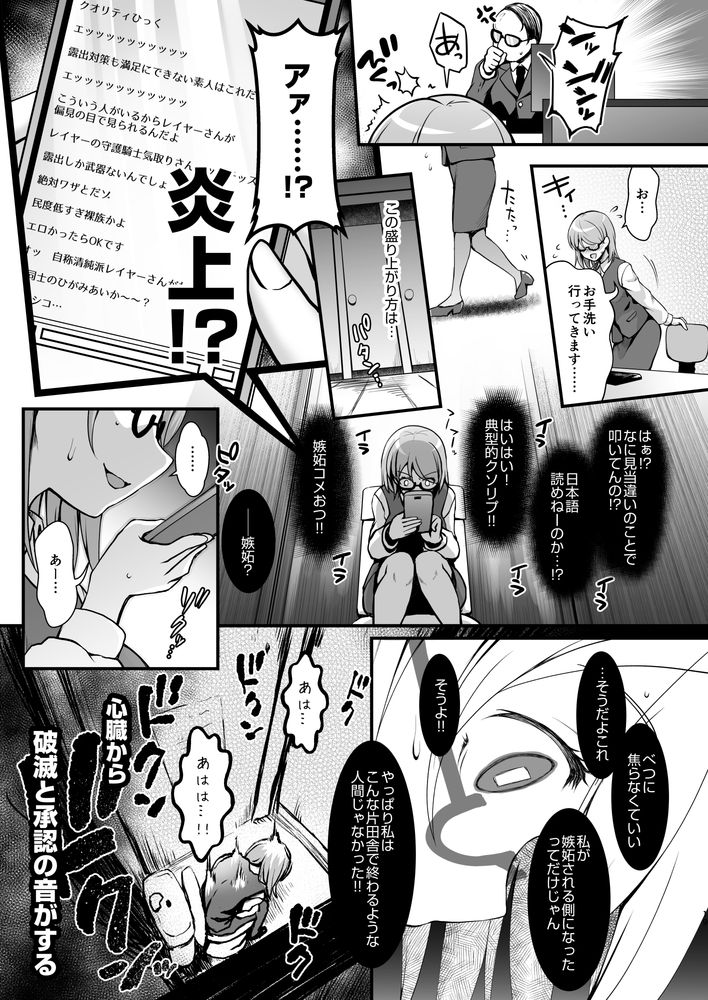 ギンッ
ギンッ
あっ
アァ……!?
クオリティひっく
エッッッッッッッッッッッ
露出対策も満足にできない素人はこれだ
エッッッッッッッッッッッッ
こういう人がいるからレイヤーさんが
偏見の目で見られるんだよ
レイヤーの守護騎士気取りさん
露出しか武器ないんでしょ
絶対ワザとだゾ
民度低すぎ裸族かよ
エロかったらOKです
自称清純派レイヤーさん
同士のひがみあいか〜〜?
シコ…
炎上!?
お…
お手洗い
行ってきます……
たたっ
この盛り上がり方は…
パタン…
はぁ!?
なに見当違いのことで
叩いてんの!?
日本語
読めねーのか…!?
はいはい!
典型的クソリプ!!
嫉妬コメおつ!!
イラ
イラ
イラ
イラ
……
ピタッ
――嫉妬?
あー…
…そうだよこれ
べつに
焦らなくていい
私が
嫉妬される側になった
ってだけじゃん
そうよ!!
やっぱり私は
こんな片田舎で終わるような
人間じゃなかった!!
あは…
あはは…!!
ドクン
ドクン
ドクンッ
心臓から
破滅と承認の音がする